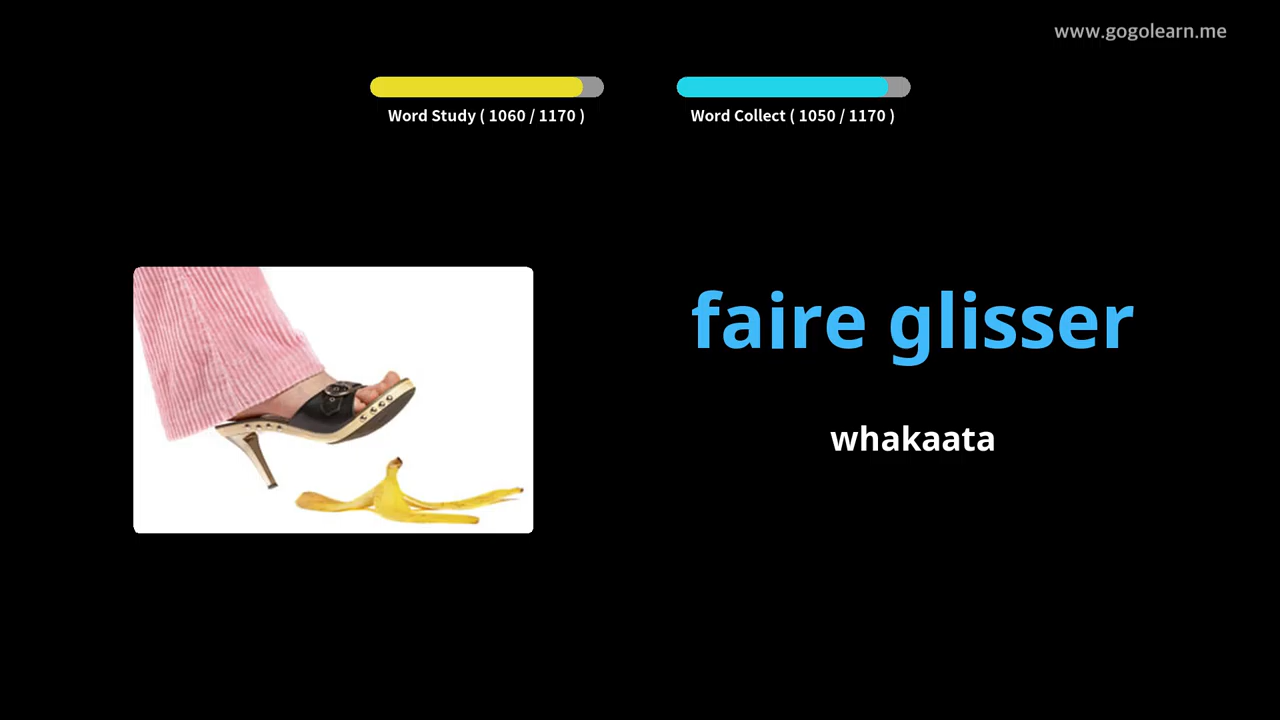 www.gogolearn.me
Word Study ( 1060 / 1170 )
Word Collect ( 1050 / 1170 )
faire glisser
whakaata